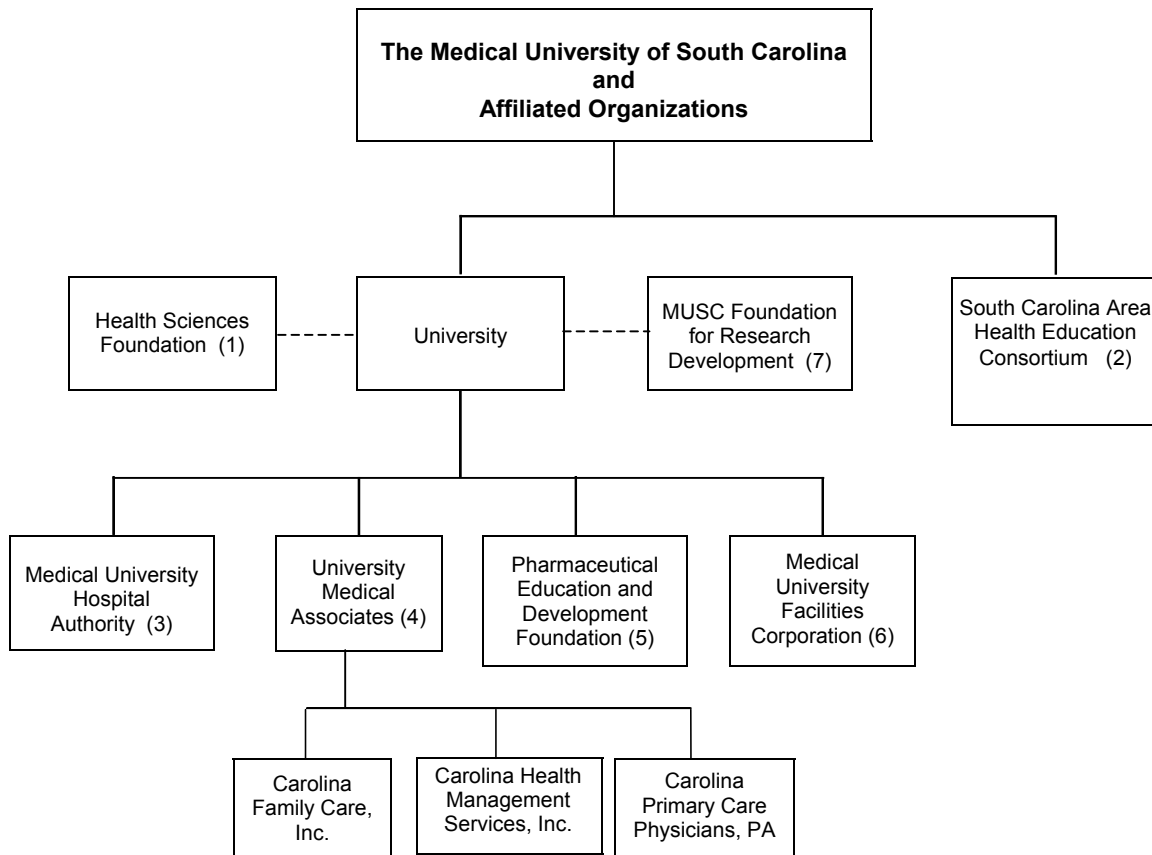 The Medical University of South Carolina
and
Affiliated Organizations
Health Sciences
Foundation (1)
University
MUSC Foundation
for Research
Development (7)
South Carolina Area
Health Education
Consortium (2)
Medical University
Hospital
Authority (3)
University
Medical
Associates (4)
Pharmaceutical
Education and
Development
Foundation (5)
Medical
University
Facilities
Corporation (6)
Carolina
Family Care,
Inc.
Carolina Health
Management
Services, Inc.
Carolina
Primary Care
Physicians, PA